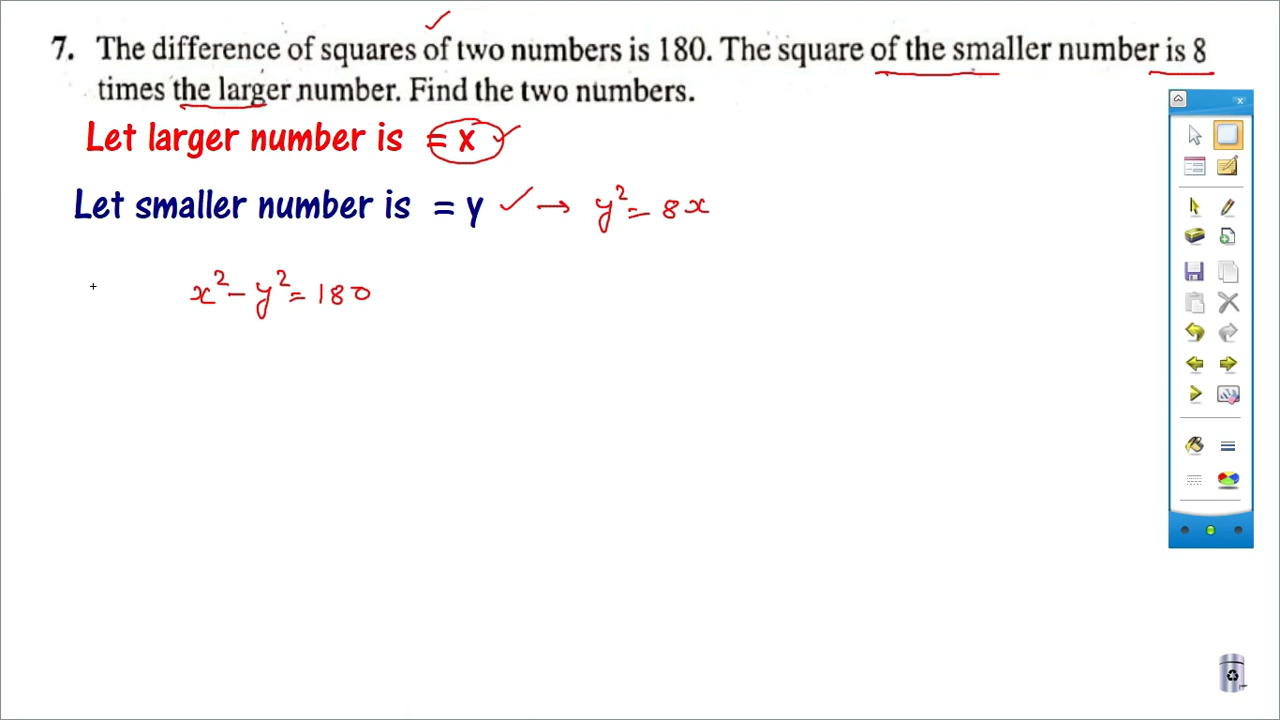 7. The difference of squares of two numbers is 180. The square of the smaller number is 8
times the larger number. Find the two numbers.
Let larger number is = x
Let smaller number is = y → y² = 8x
x² - y² = 180